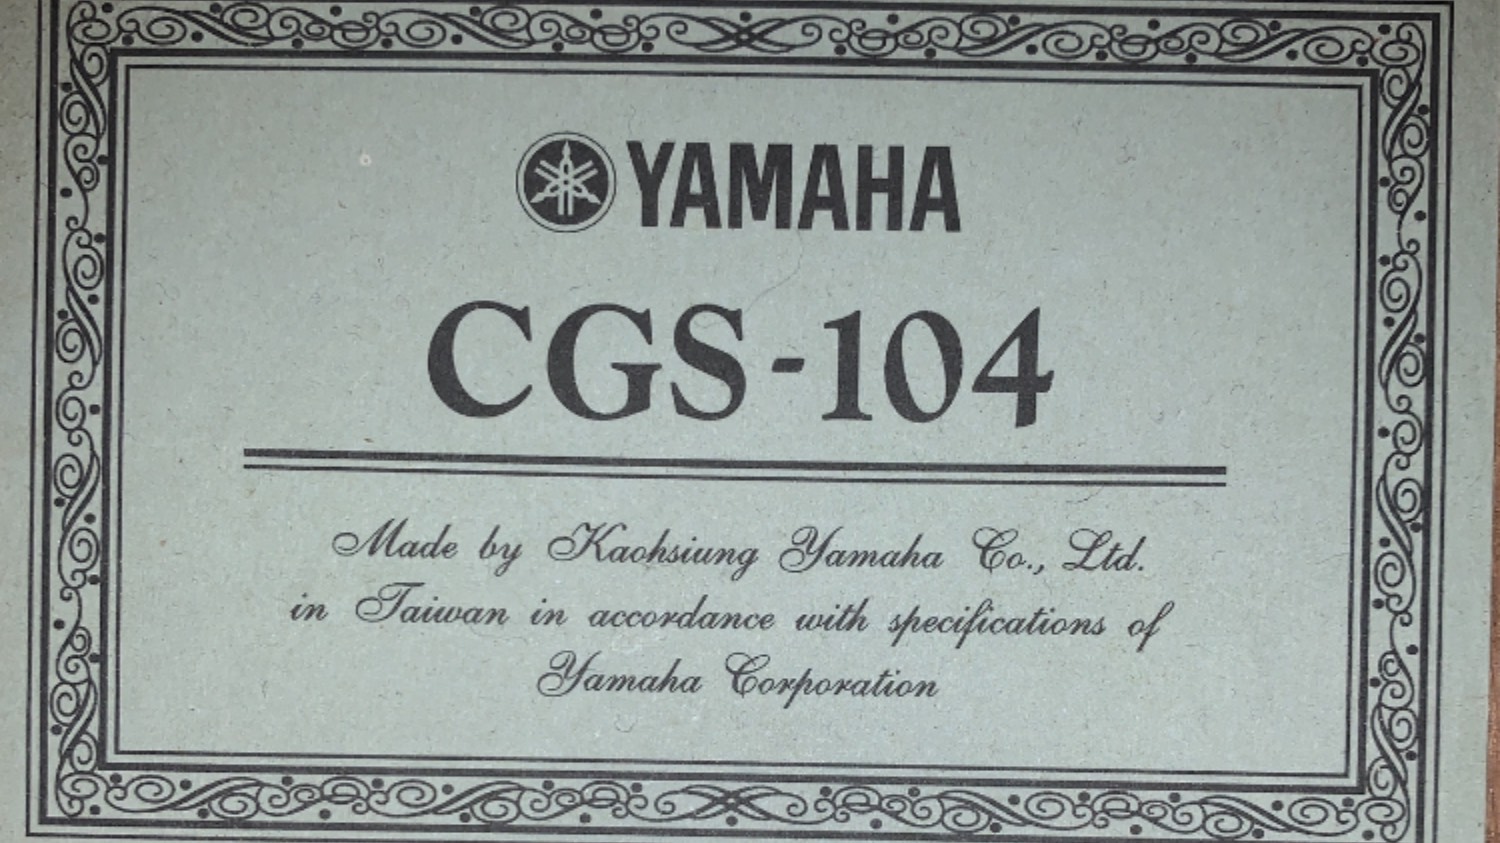 YAMAHA
CGS-104
Made by Kaohsiung Yamaha Co., Ltd.
in Taiwan in accordance with specifications of
Yamaha Corporation